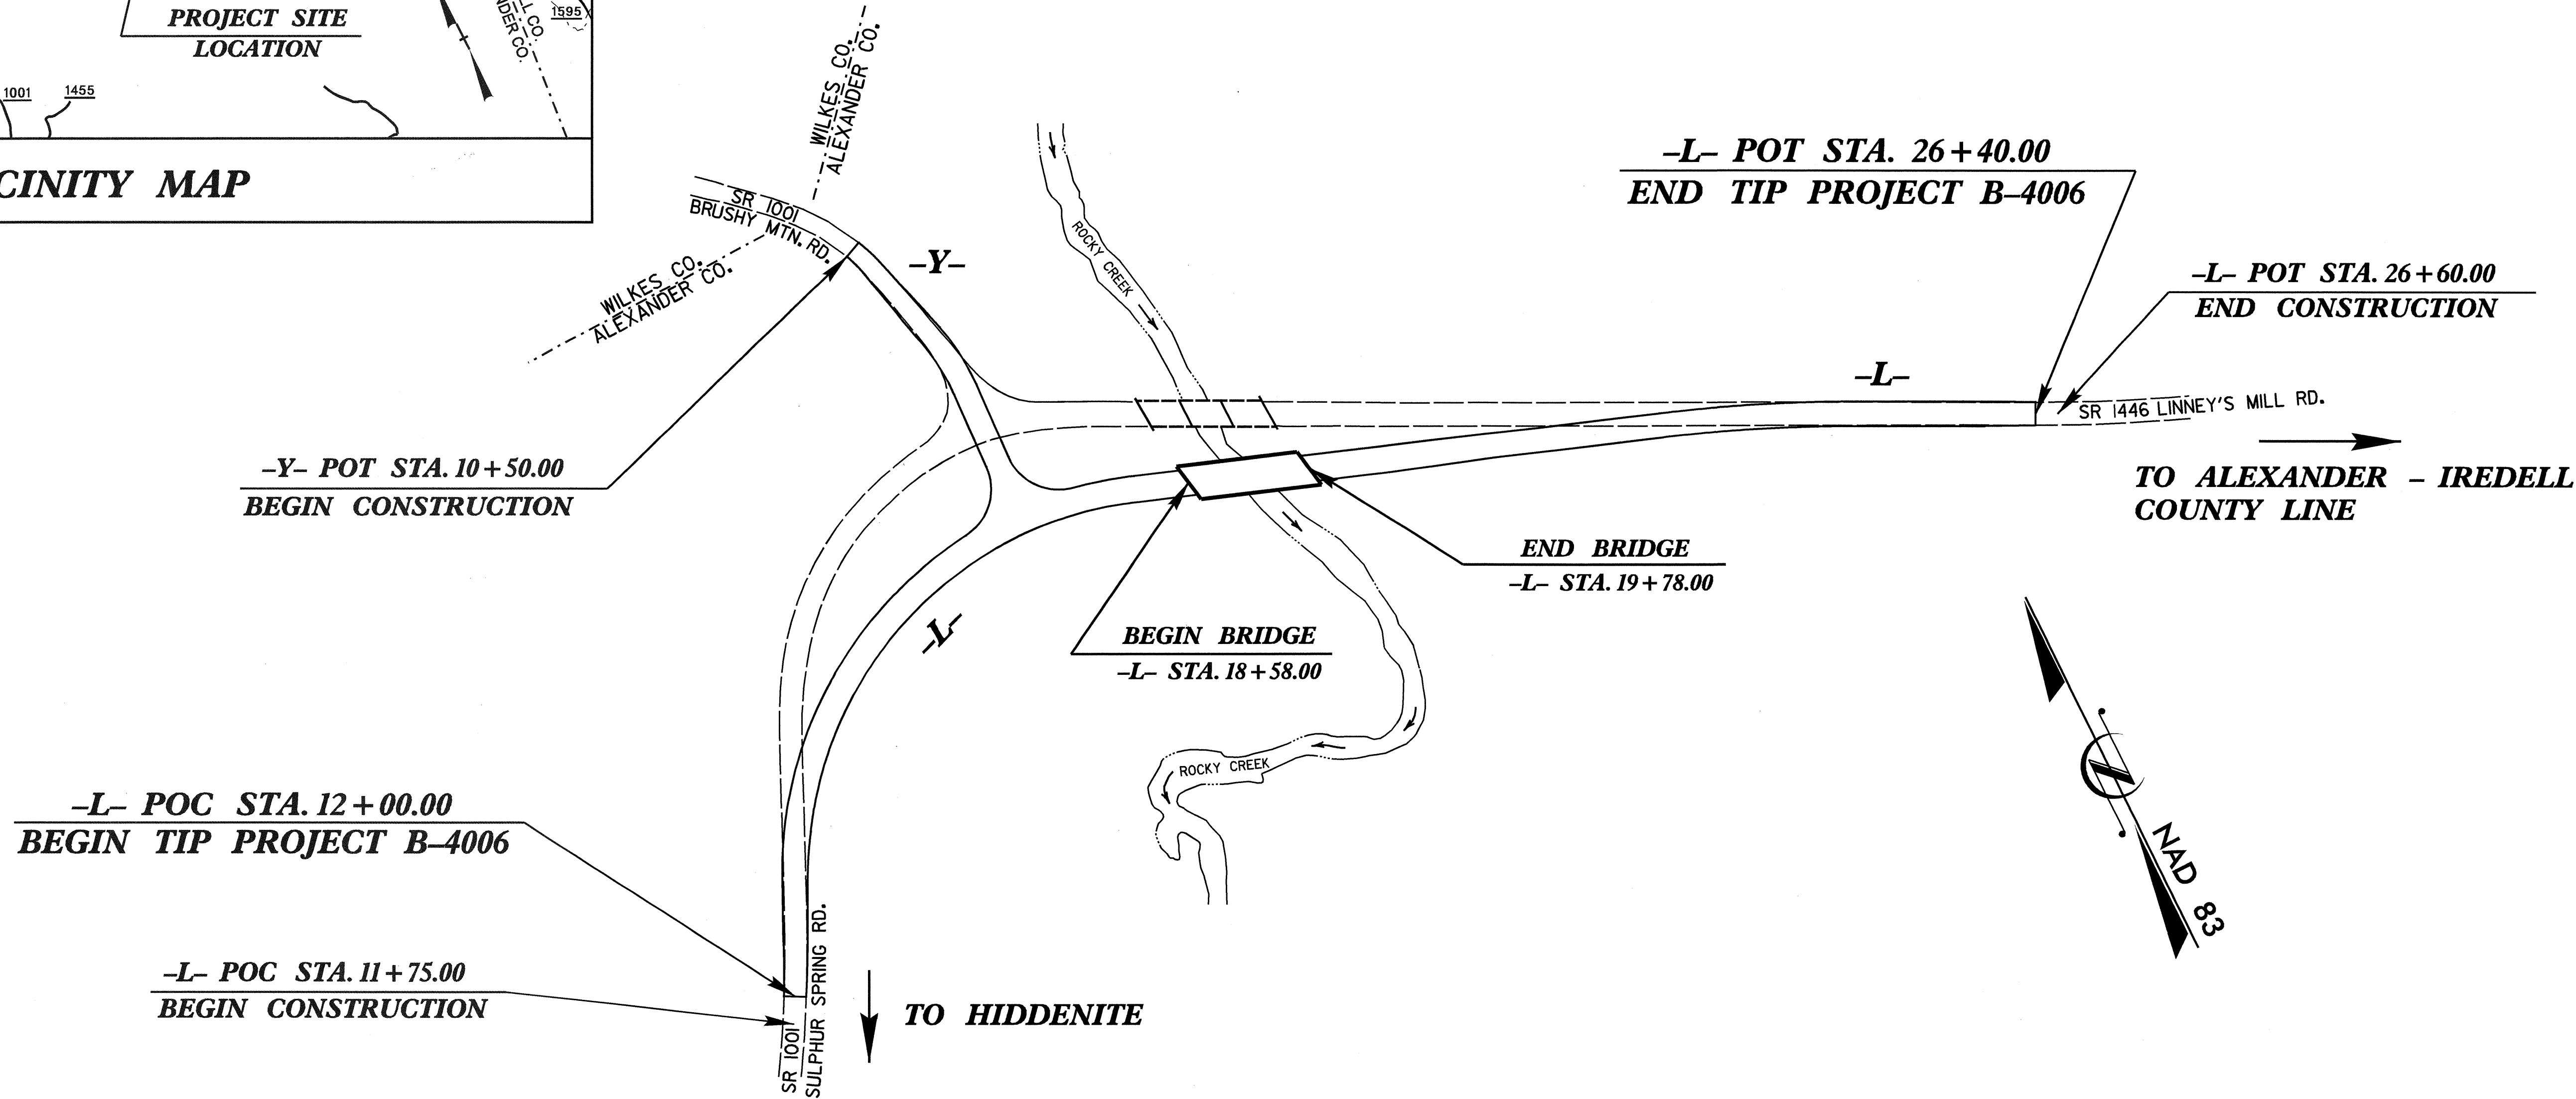 PROJECT SITE
LOCATION
L CO.
NDER CO.
1595
1001
1455
CINITY MAP
WILKES CO.
ALEXANDER CO.
SR 1001
BRUSHY MTN. RD.
WILKES CO.
ALEXANDER CO.
–Y–
ROCKY CREEK
–L– POT STA. 26+40.00
END TIP PROJECT B–4006
–L– POT STA. 26+60.00
END CONSTRUCTION
–L–
SR 1446 LINNEY'S MILL RD.
TO ALEXANDER – IREDELL
COUNTY LINE
–Y– POT STA. 10+50.00
BEGIN CONSTRUCTION
END BRIDGE
–L– STA. 19+78.00
BEGIN BRIDGE
–L– STA. 18+58.00
–L–
ROCKY CREEK
N
NAD 83
–L– POC STA. 12+00.00
BEGIN TIP PROJECT B–4006
–L– POC STA. 11+75.00
BEGIN CONSTRUCTION
SR 1001
SULPHUR SPRING RD.
TO HIDDENITE